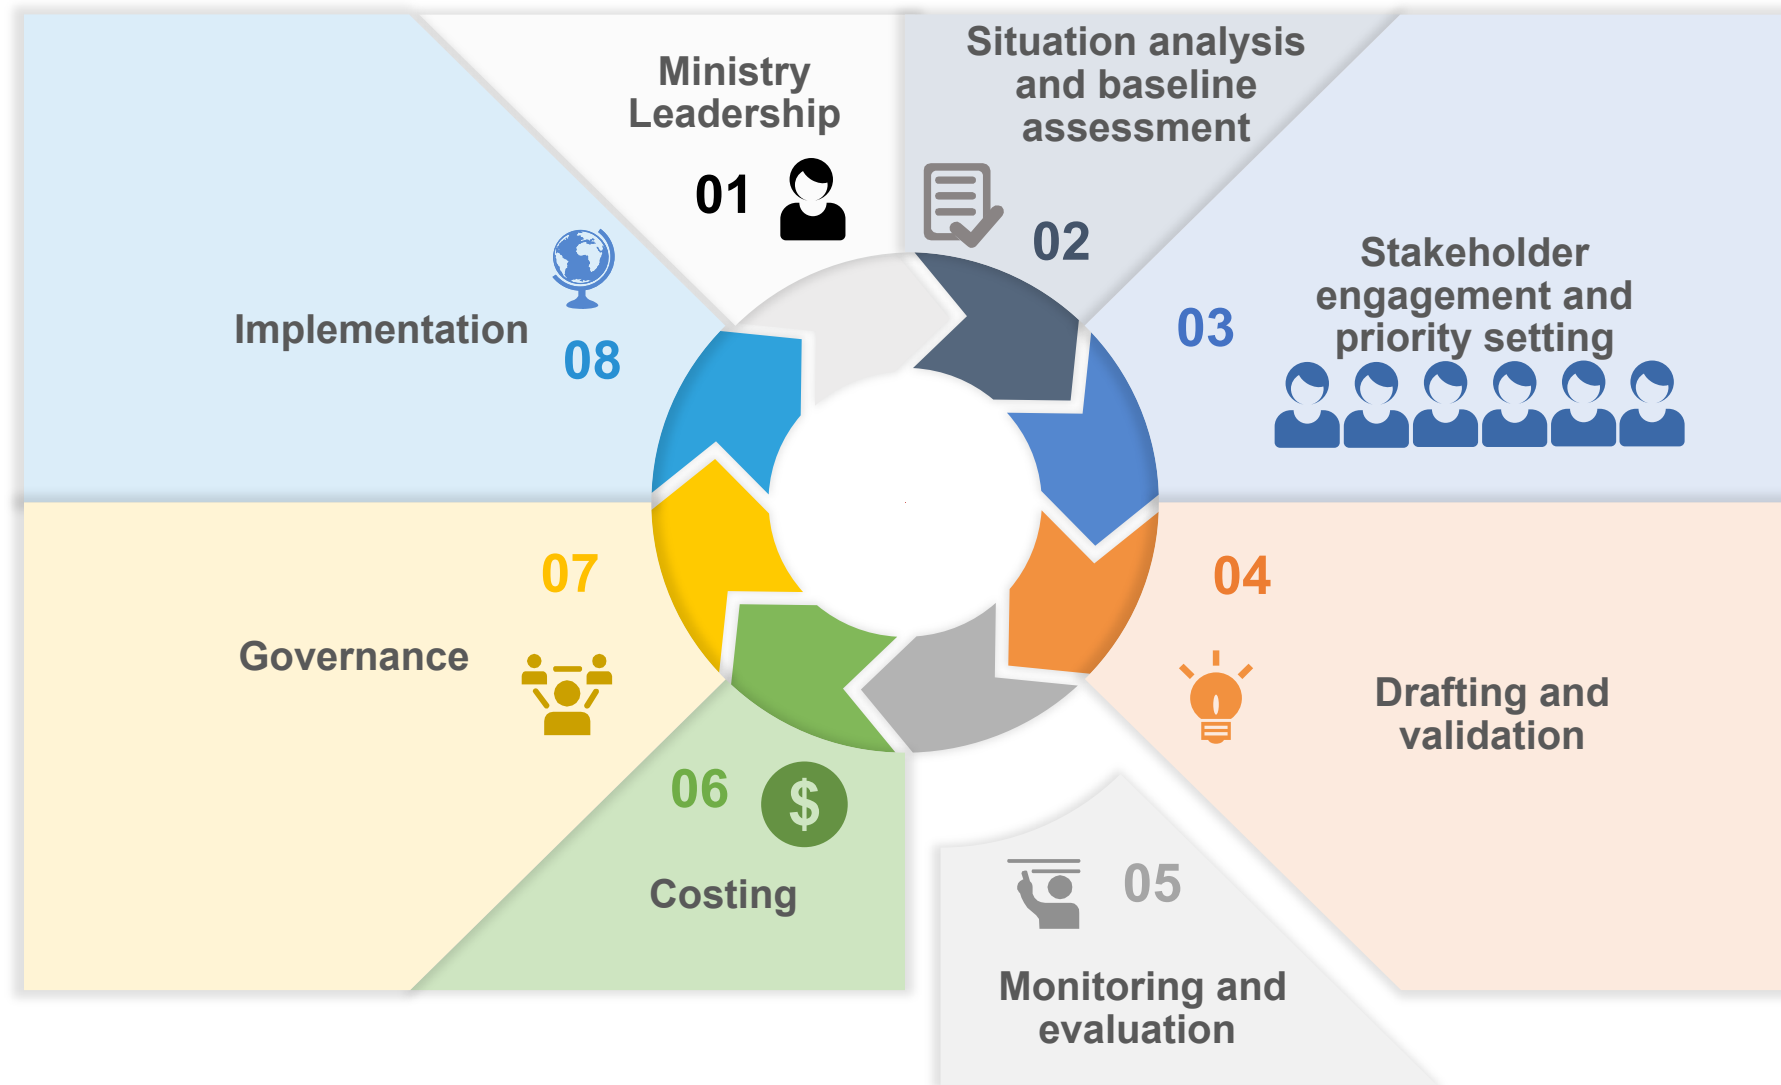 Ministry
Leadership
01
Situation analysis
and baseline
assessment
02
03
Stakeholder
engagement and
priority setting
04
Drafting and
validation
05
Monitoring and
evaluation
06
$
Costing
07
Governance
Implementation
08